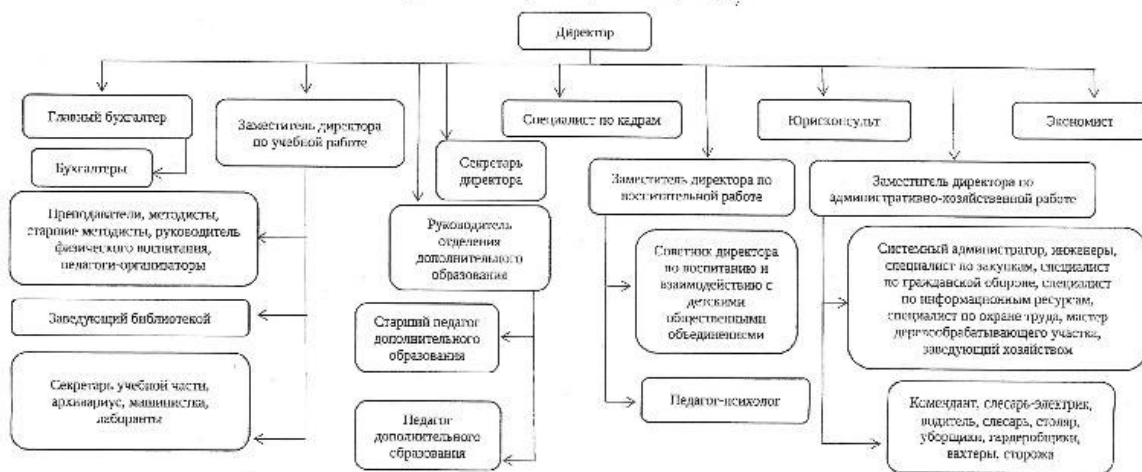 Директор
Главный бухгалтер
Бухгалтеры
Преподаватели, методисты,
старшие методисты, руководитель
физического воспитания,
педагоги-организаторы
Заведующий библиотекой
Секретарь учебной части,
архивариус, машинистка,
лаборанты
Заместитель директора
по учебной работе
Секретарь
директора
Руководитель
отделения
дополнительного
образования
Старший педагог
дополнительного
образования
Педагог
дополнительного
образования
Специалист по кадрам
Заместитель директора по
воспитательной работе
Советник директора
по воспитанию и
взаимодействию с
детскими
общественными
объединениями
Педагог-психолог
Юрисконсульт
Экономист
Заместитель директора по
административно-хозяйственной работе
Системный администратор, инженеры,
специалист по закупкам, специалист
по гражданской обороне, специалист
по информационным ресурсам,
специалист по охране труда, мастер
деревообрабатывающего участка,
заведующий хозяйством
Комендант, слесарь-электрик,
водитель, слесарь, столяр,
уборщики, гардеробщики,
вахтеры, сторожа